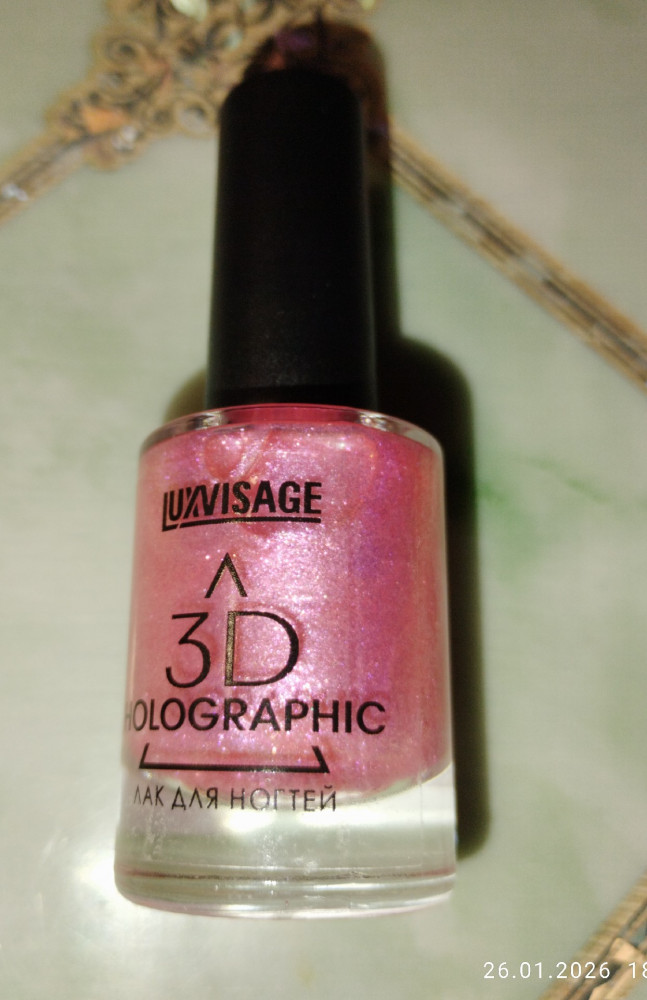 LUXVISAGE
3D
HOLOGRAPHIC
ЛАК ДЛЯ НОГТЕЙ
26.01.2026 18